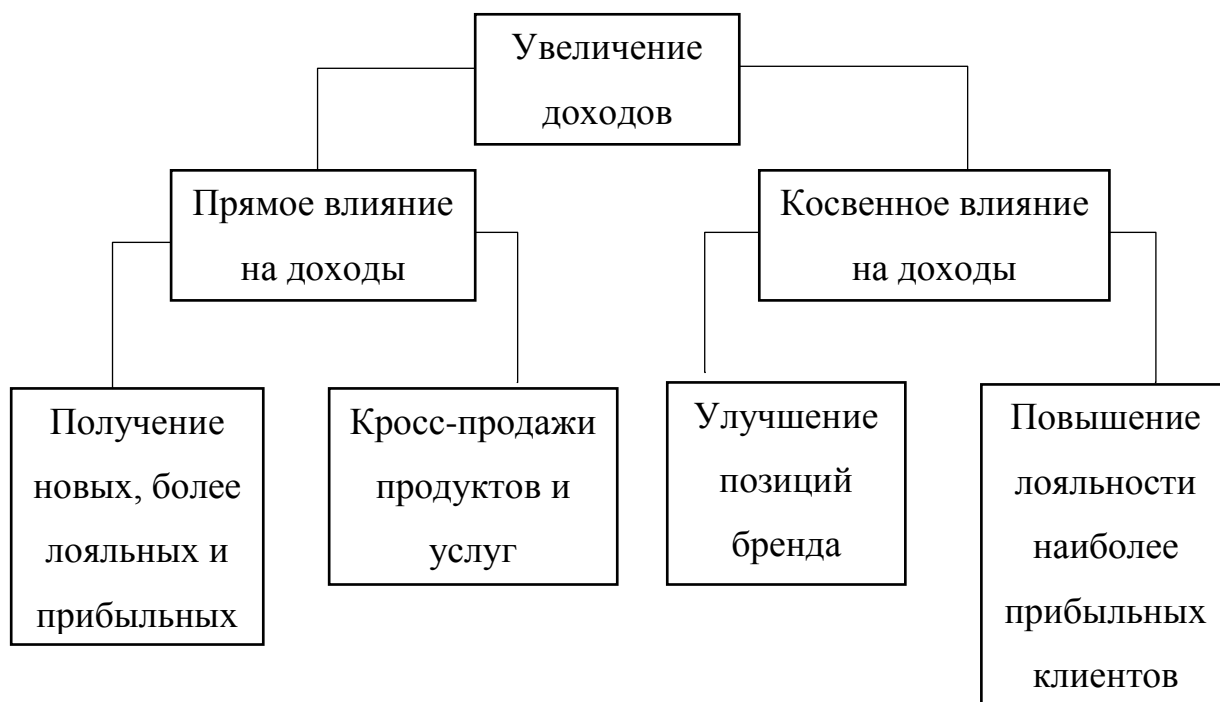 Увеличение
доходов
Прямое влияние
на доходы
Косвенное влияние
на доходы
Получение
новых, более
лояльных и
прибыльных
Кросс-продажи
продуктов и
услуг
Улучшение
позиций
бренда
Повышение
лояльности
наиболее
прибыльных
клиентов